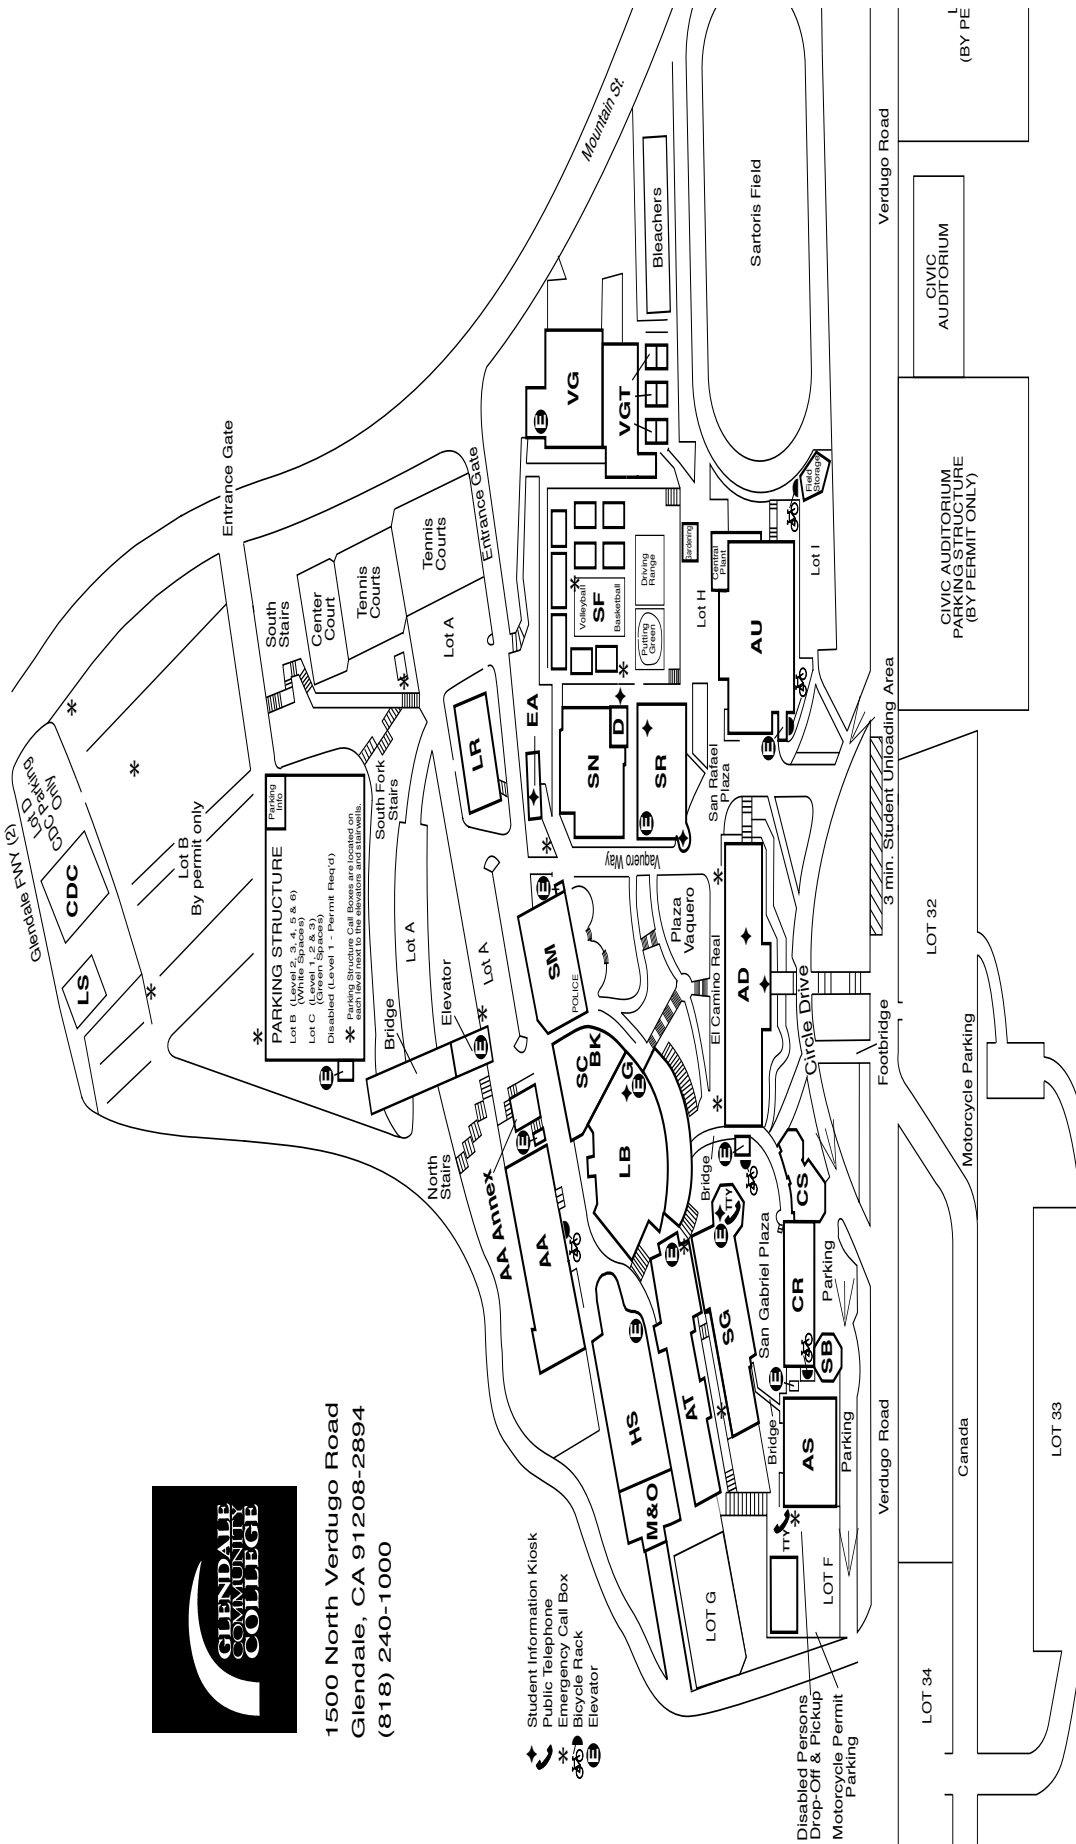 GLENDALE
COMMUNITY
COLLEGE
1500 North Verdugo Road
Glendale, CA 91208-2894
(818) 240-1000
Student Information Kiosk
Public Telephone
Emergency Call Box
Bicycle Rack
Elevator
Glendale FWY (2)
Lot D
CDC Parking
Only
CDC
LS
Lot B
By permit only
Entrance Gate
Mountain St.
South
Stairs
Center
Court
Tennis
Courts
Tennis
Courts
Entrance Gate
Parking
Info
PARKING STRUCTURE
Lot B (Level 2, 3, 4, 5 & 6)
(White Spaces)
Lot C (Level 1, 2 & 3)
(Green Spaces)
Disabled (Level 1 - Permit Req'd)
Parking Structure Call Boxes are located on
each level next to the elevators and stairwells.
South Fork
Stairs
Bridge
Elevator
Lot A
Lot A
Lot A
LR
EA
North
Stairs
AA Annex
AA
SM
POLICE
SC
BK
G
LB
HS
M&O
AT
SG
TTY
Bridge
San Gabriel Plaza
LOT G
Bridge
AS
TTY
LOT F
Parking
SB
CR
CS
Parking
Disabled Persons
Drop-Off & Pickup
Motorcycle Permit
Parking
VG
VGT
Bleachers
Sartoris Field
Field
Storage
Volleyball
SF
Basketball
Driving
Range
Putting
Green
Gardening
Central
Plant
Lot H
Lot I
AU
SN
D
SR
San Rafael
Plaza
Vaquero Way
Plaza
Vaquero
El Camino Real
AD
Circle Drive
Footbridge
3 min. Student Unloading Area
Verdugo Road
Verdugo Road
CIVIC
AUDITORIUM
CIVIC AUDITORIUM
PARKING STRUCTURE
(BY PERMIT ONLY)
L
(BY PE
LOT 32
Motorcycle Parking
Canada
LOT 33
LOT 34